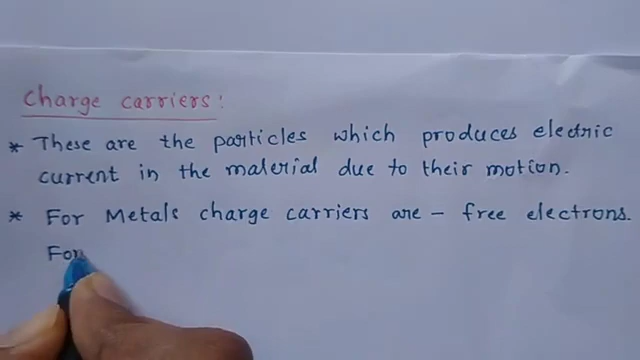 Charge carriers:
* These are the particles which produces electric
current in the material due to their motion.
* For Metals charge carriers are - free electrons.
For